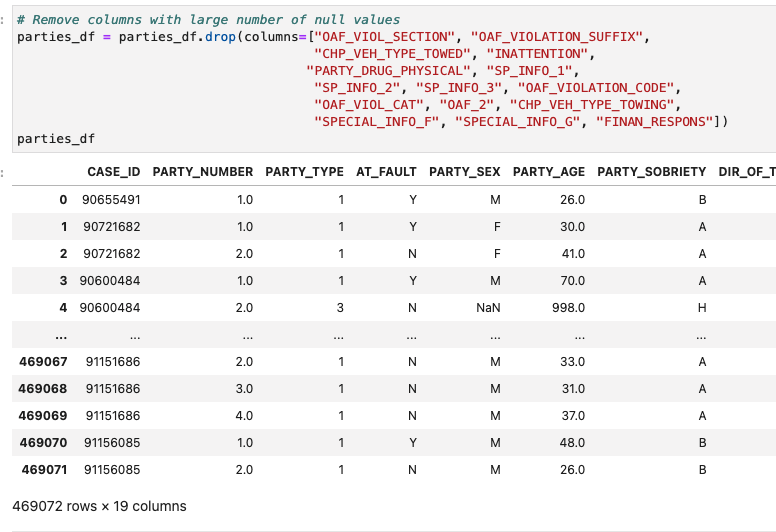 # Remove columns with large number of null values
parties_df = parties_df.drop(columns=["OAF_VIOL_SECTION", "OAF_VIOLATION_SUFFIX",
"CHP_VEH_TYPE_TOWED", "INATTENTION",
"PARTY_DRUG_PHYSICAL", "SP_INFO_1",
"SP_INFO_2", "SP_INFO_3", "OAF_VIOLATION_CODE",
"OAF_VIOL_CAT", "OAF_2", "CHP_VEH_TYPE_TOWING",
"SPECIAL_INFO_F", "SPECIAL_INFO_G", "FINAN_RESPONS"])
parties_df
CASE_ID PARTY_NUMBER PARTY_TYPE AT_FAULT PARTY_SEX PARTY_AGE PARTY_SOBRIETY DIR_OF_T
0 90655491 1.0 1 Y M 26.0 B
1 90721682 1.0 1 Y F 30.0 A
2 90721682 2.0 1 N F 41.0 A
3 90600484 1.0 1 Y M 70.0 A
4 90600484 2.0 3 N NaN 998.0 H
... ... ... ... ... ... ... ...
469067 91151686 2.0 1 N M 33.0 A
469068 91151686 3.0 1 N M 31.0 A
469069 91151686 4.0 1 N M 37.0 A
469070 91156085 1.0 1 Y M 48.0 B
469071 91156085 2.0 1 N M 26.0 B
469072 rows × 19 columns